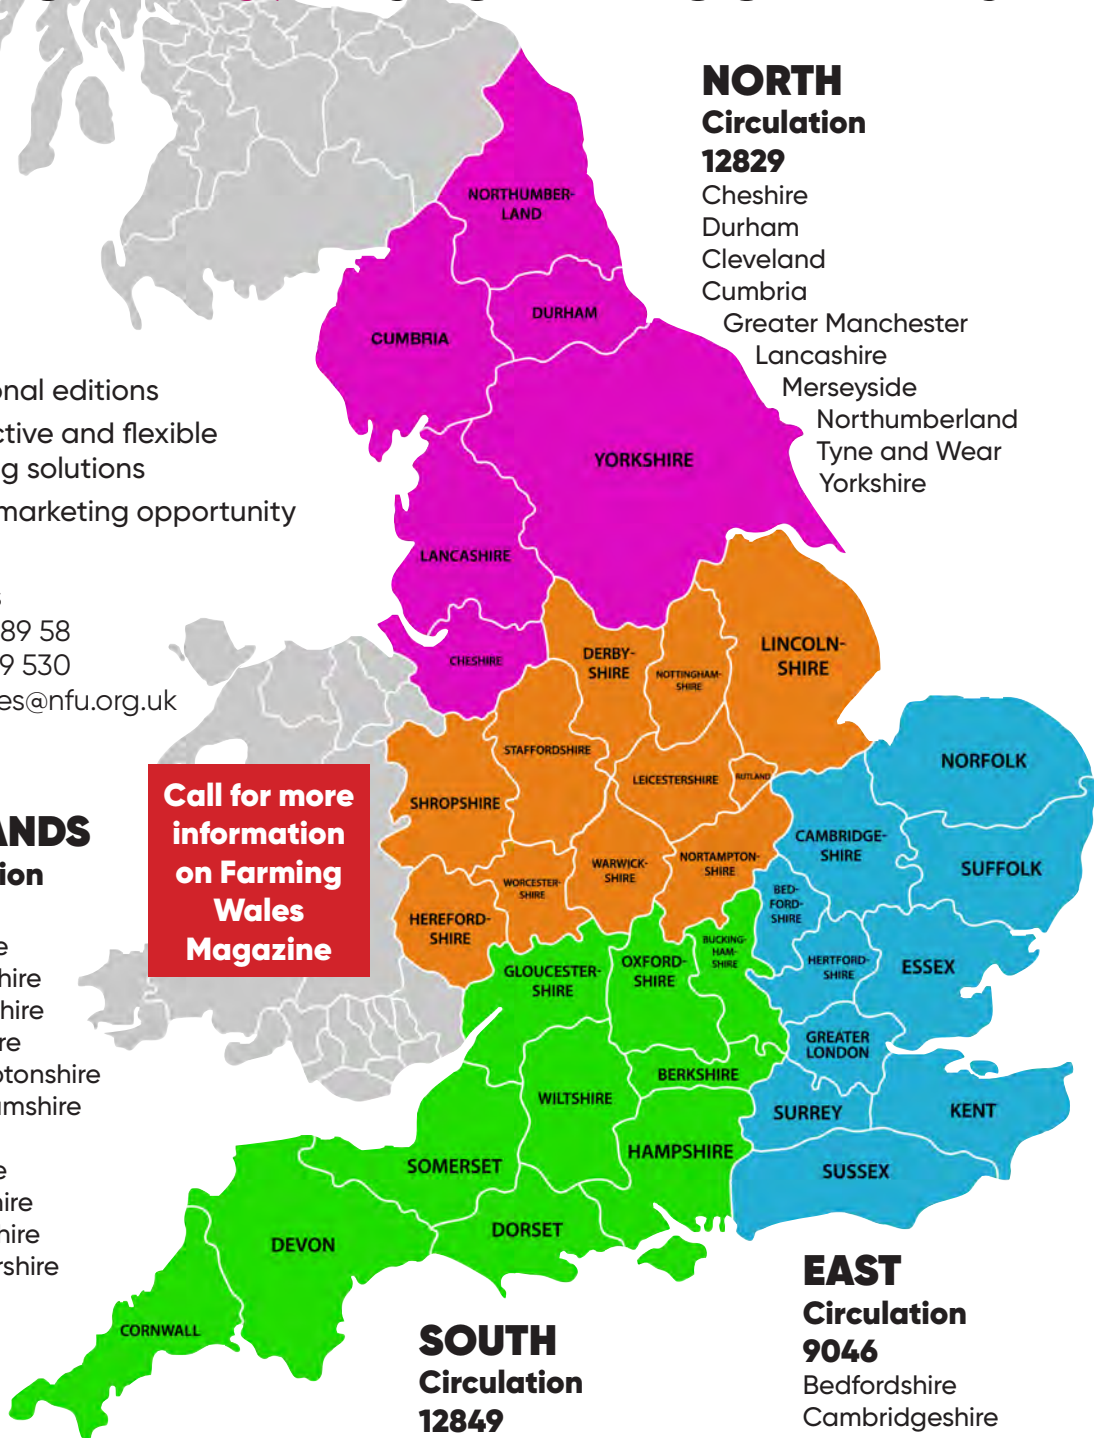 NORTH
Circulation
12829
Cheshire
Durham
Cleveland
Cumbria
Greater Manchester
Lancashire
Merseyside
Northumberland
Tyne and Wear
Yorkshire
onal editions
ctive and flexible
g solutions
marketing opportunity
89 58
9 530
es@nfu.org.uk
ANDS
ion
e
hire
hire
re
otonshire
amshire
e
hire
hire
rshire
Call for more
information
on Farming
Wales
Magazine
NORTHUMBER-
LAND
DURHAM
CUMBRIA
YORKSHIRE
LANCASHIRE
CHESHIRE
DERBY-
SHIRE
NOTTINGHAM-
SHIRE
LINCOLN-
SHIRE
STAFFORDSHIRE
LEICESTERSHIRE
RUTLAND
SHROPSHIRE
WARWICK-
SHIRE
NORTAMPTON-
SHIRE
WORCESTER-
SHIRE
HEREFORD-
SHIRE
NORFOLK
CAMBRIDGE-
SHIRE
SUFFOLK
BED-
FORD-
SHIRE
HERTFORD-
SHIRE
ESSEX
GREATER
LONDON
SURREY
KENT
SUSSEX
GLOUCESTER-
SHIRE
OXFORD-
SHIRE
BUCKING-
HAM-
SHIRE
BERKSHIRE
WILTSHIRE
HAMPSHIRE
SOMERSET
DORSET
DEVON
CORNWALL
SOUTH
Circulation
12849
EAST
Circulation
9046
Bedfordshire
Cambridgeshire